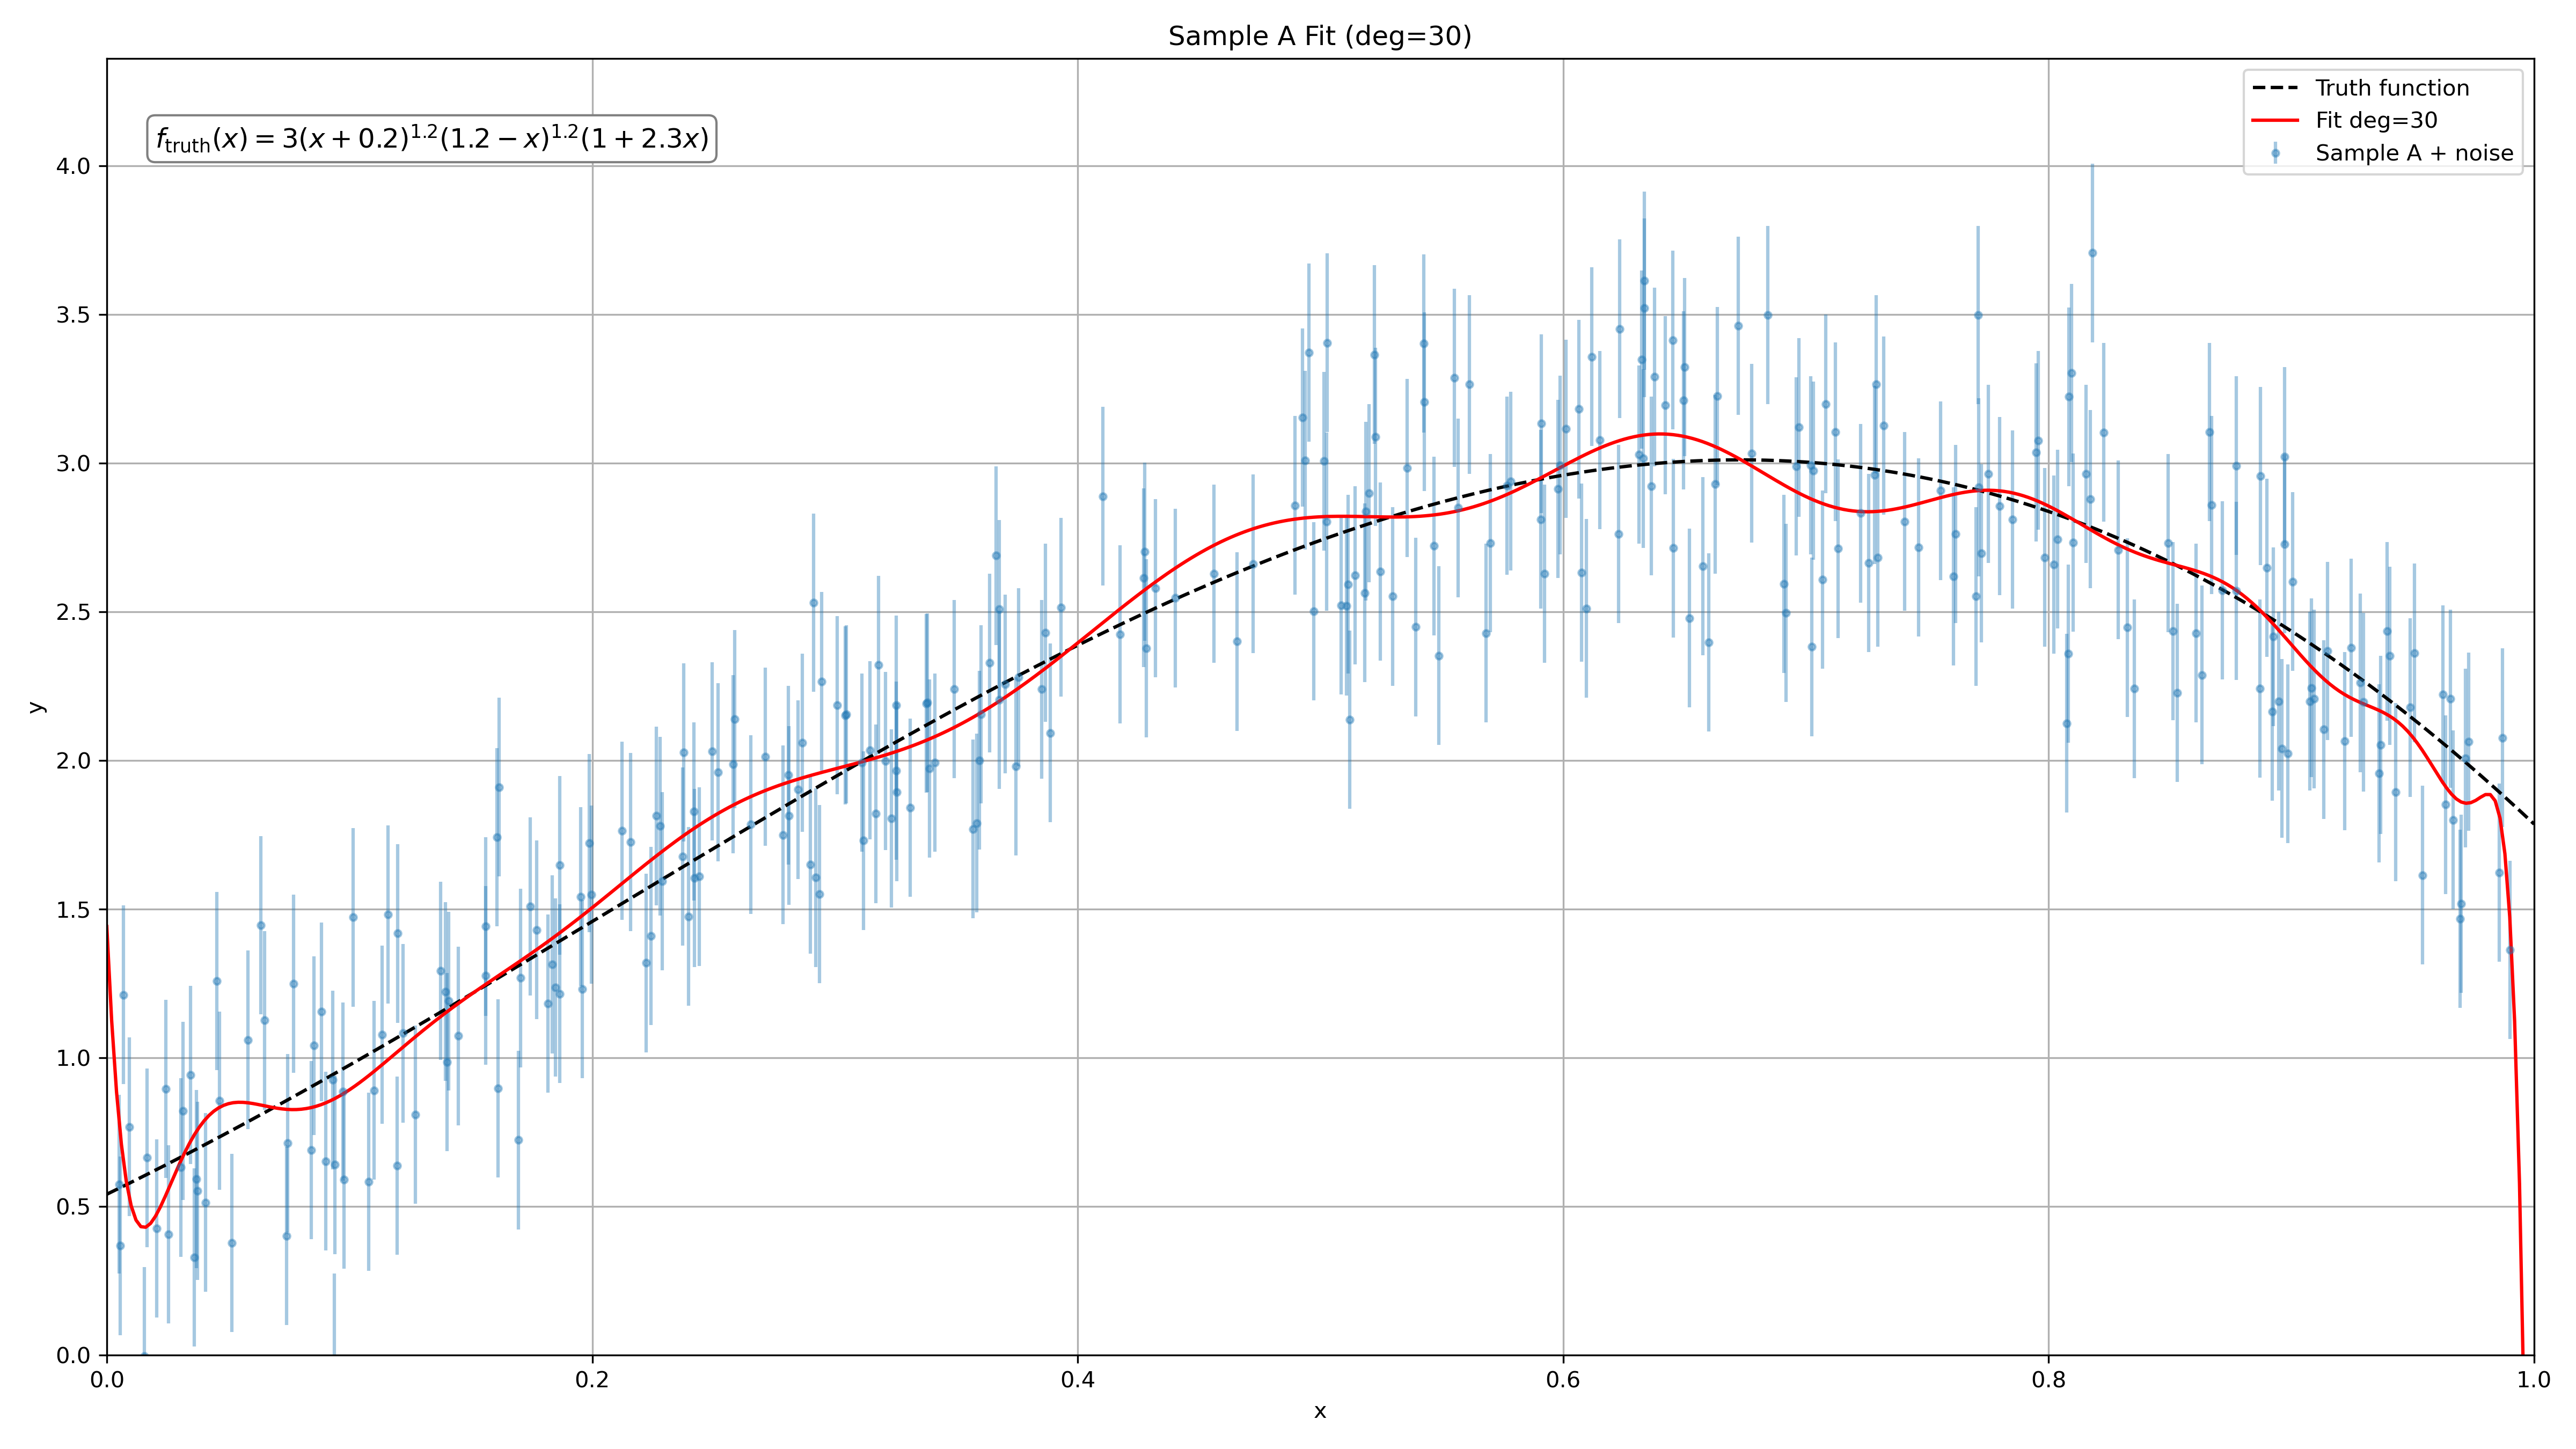 Sample A Fit (deg=30)
f_truth(x) = 3(x + 0.2)^1.2(1.2 − x)^1.2(1 + 2.3x)
Truth function
Fit deg=30
Sample A + noise
y
4.0
3.5
3.0
2.5
2.0
1.5
1.0
0.5
0.0
0.0 0.2 0.4 0.6 0.8 1.0
x